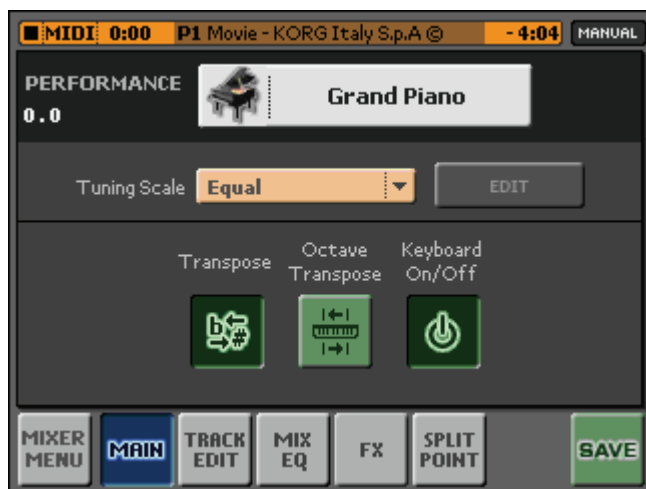 MIDI 0:00 P1 Movie - KORG Italy S.p.A © - 4:04 MANUAL
PERFORMANCE
0.0
Grand Piano
Tuning Scale Equal EDIT
Transpose
Octave
Transpose
Keyboard
On/Off
b #
MIXER
MENU
MAIN
TRACK
EDIT
MIX
EQ
FX
SPLIT
POINT
SAVE